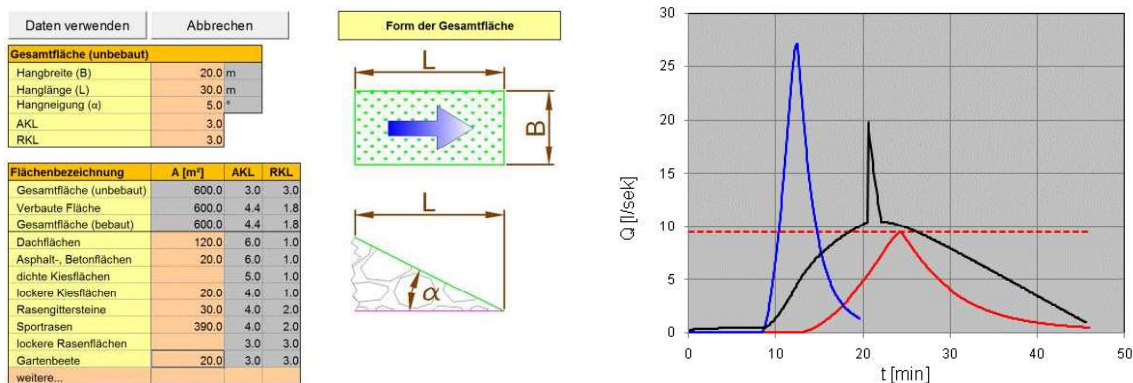 Daten verwenden Abbrechen
Gesamtfläche (unbebaut)
Hangbreite (B) 20.0 m
Hanglänge (L) 30.0 m
Hangneigung (α) 5.0 °
AKL 3.0
RKL 3.0
Flächenbezeichnung A [m²] AKL RKL
Gesamtfläche (unbebaut) 600.0 3.0 3.0
Verbaute Fläche 600.0 4.4 1.8
Gesamtfläche (bebaut) 600.0 4.4 1.8
Dachflächen 120.0 6.0 1.0
Asphalt-, Betonflächen 20.0 6.0 1.0
dichte Kiesflächen 5.0 1.0
lockere Kiesflächen 20.0 4.0 1.0
Rasengittersteine 30.0 4.0 2.0
Sportrasen 390.0 4.0 2.0
lockere Rasenflächen 3.0 3.0
Gartenbeete 20.0 3.0 3.0
weitere...
Form der Gesamtfläche
L
B
L
α
30
25
20
15
10
5
0
Q [l/sek]
0 10 20 30 40 50
t [min]